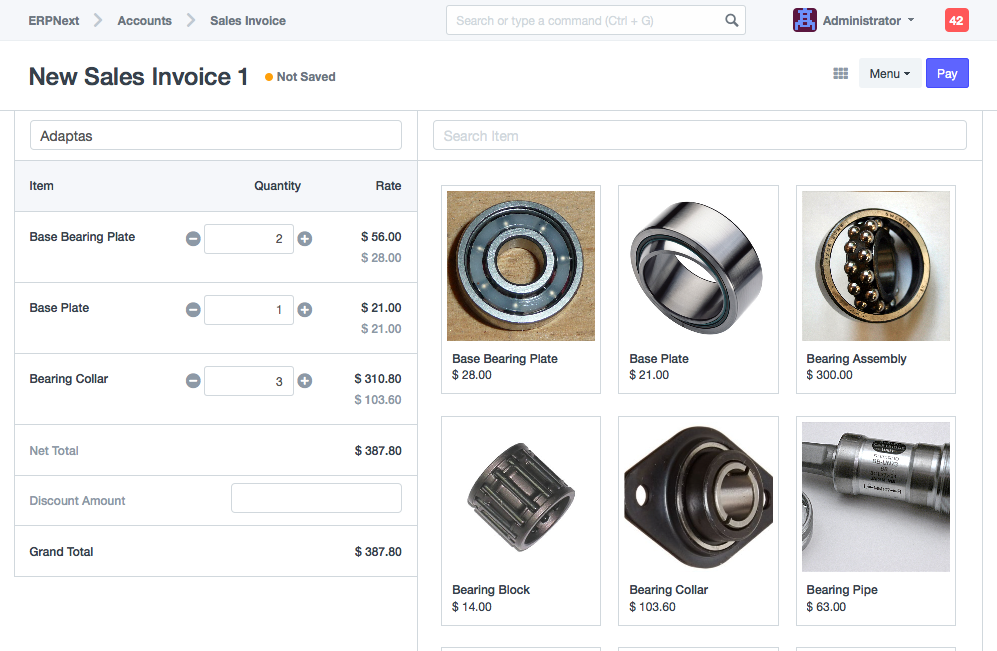 ERPNext Accounts Sales Invoice Search or type a command (Ctrl + G) Administrator 42
New Sales Invoice 1 Not Saved Menu Pay
Adaptas
Item Quantity Rate
Base Bearing Plate 2 $ 56.00
$ 28.00
Base Plate 1 $ 21.00
$ 21.00
Bearing Collar 3 $ 310.80
$ 103.60
Net Total $ 387.80
Discount Amount
Grand Total $ 387.80
Search Item
Base Bearing Plate
$ 28.00
Base Plate
$ 21.00
Bearing Assembly
$ 300.00
Bearing Block
$ 14.00
Bearing Collar
$ 103.60
Bearing Pipe
$ 63.00